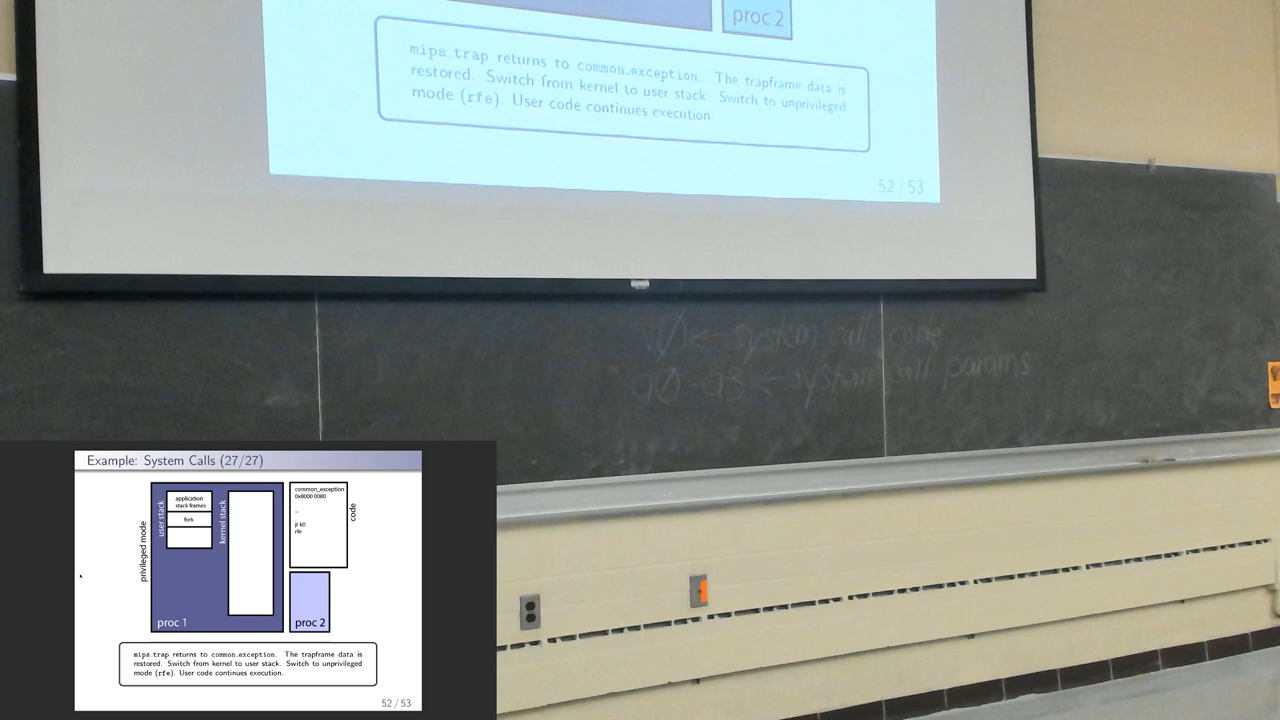 proc 2
mips trap returns to common_exception The trapframe data is
restored. Switch from kernel to user stack Switch to unprivileged
mode (rfe) User code continues execution
52 / 53
v0 ← system call code
a0-a3 ← system call params
Example: System Calls (27/27)
privileged mode
user stack
application
stack frames
fork
kernel stack
common_exception
0x8000 0080
...
jr k0
rfe
code
proc 1
proc 2
mips_trap returns to common_exception. The trapframe data is
restored. Switch from kernel to user stack. Switch to unprivileged
mode (rfe). User code continues execution.
52 / 53